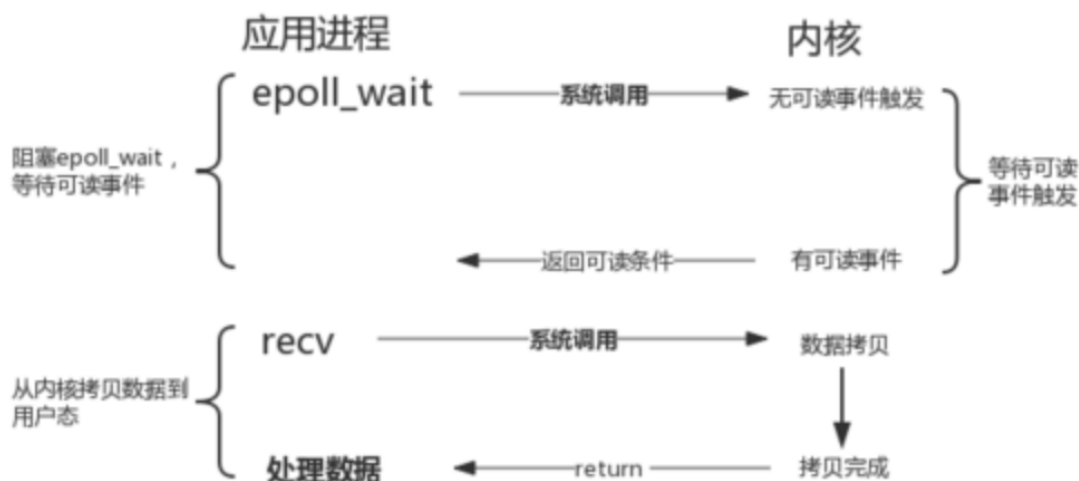 应用进程
内核
epoll_wait
系统调用
无可读事件触发
阻塞epoll_wait，
等待可读事件
等待可读
事件触发
返回可读条件
有可读事件
recv
系统调用
数据拷贝
从内核拷贝数据到
用户态
处理数据
return
拷贝完成